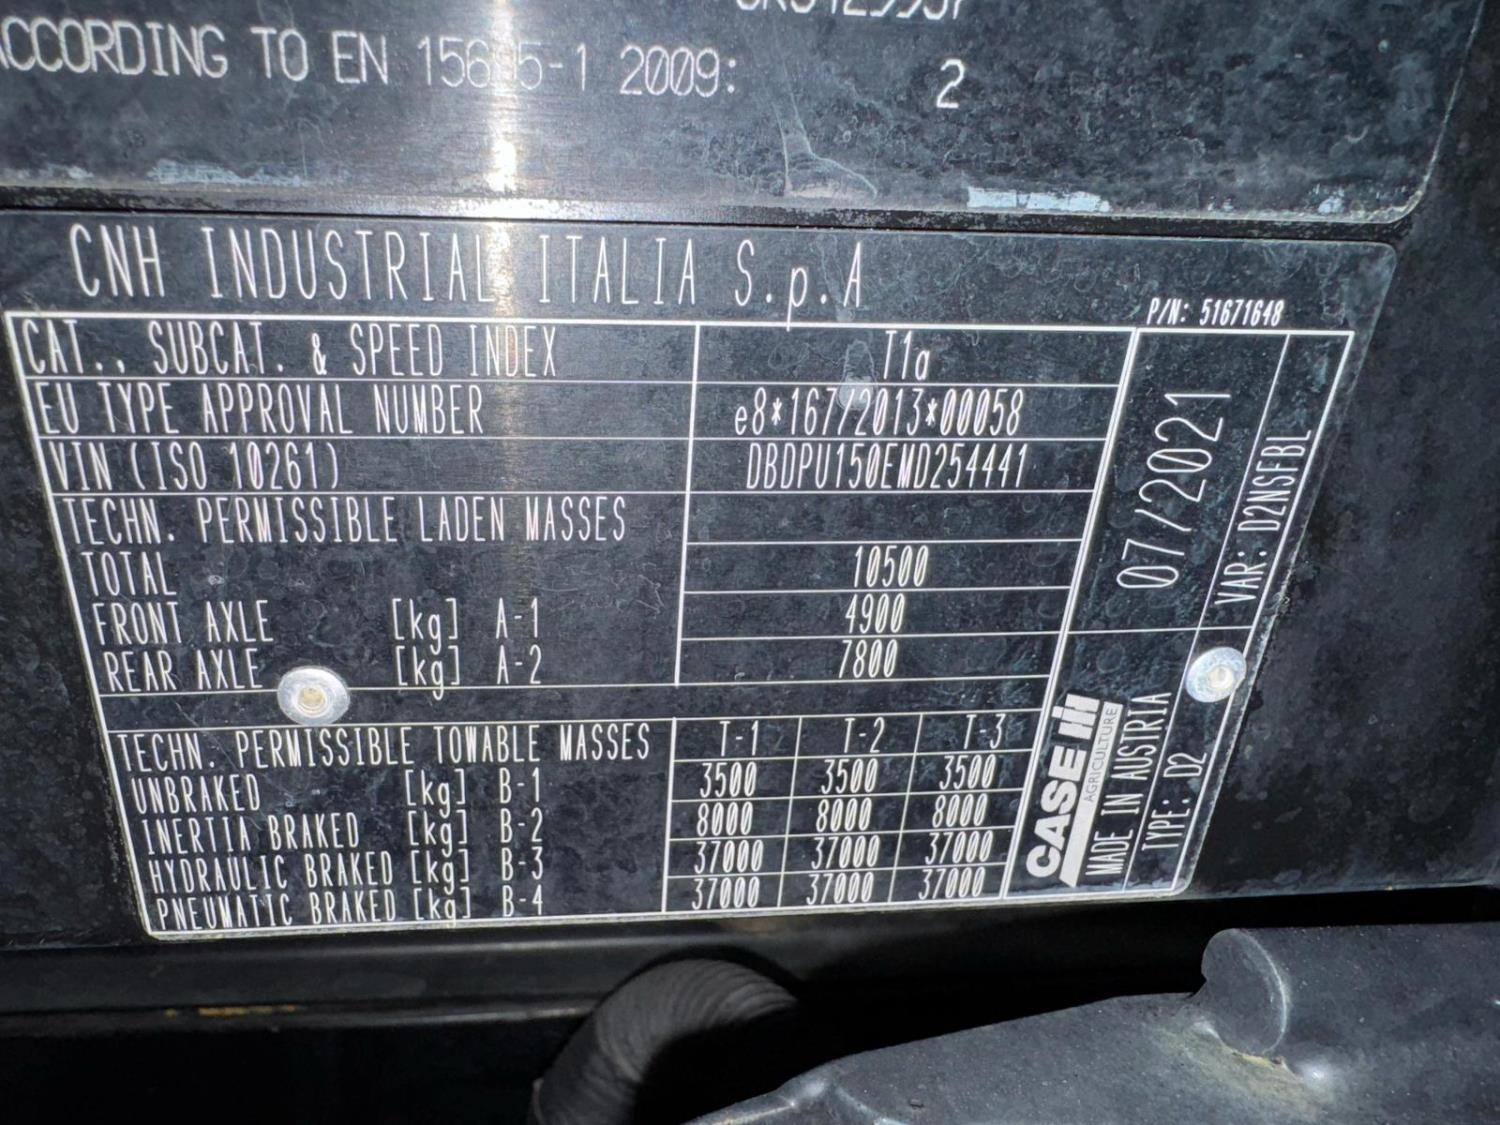 ACCORDING TO EN 15695-1 2009: 2
CNH INDUSTRIAL ITALIA S.p.A
P/N: 51671648
CAT., SUBCAT. & SPEED INDEX T1a
EU TYPE APPROVAL NUMBER e8*167/2013*00058
VIN (ISO 10261) DBDPU150EMD254441
TECHN. PERMISSIBLE LADEN MASSES
TOTAL 10500
FRONT AXLE [kg] A-1 4900
REAR AXLE [kg] A-2 7800
TECHN. PERMISSIBLE TOWABLE MASSES T-1 T-2 T-3
UNBRAKED [kg] B-1 3500 3500 3500
INERTIA BRAKED [kg] B-2 8000 8000 8000
HYDRAULIC BRAKED [kg] B-3 37000 37000 37000
PNEUMATIC BRAKED [kg] B-4 37000 37000 37000
CASE IH
AGRICULTURE
MADE IN AUSTRIA
07/2021
TYPE: D2
VAR: D2NSFBL